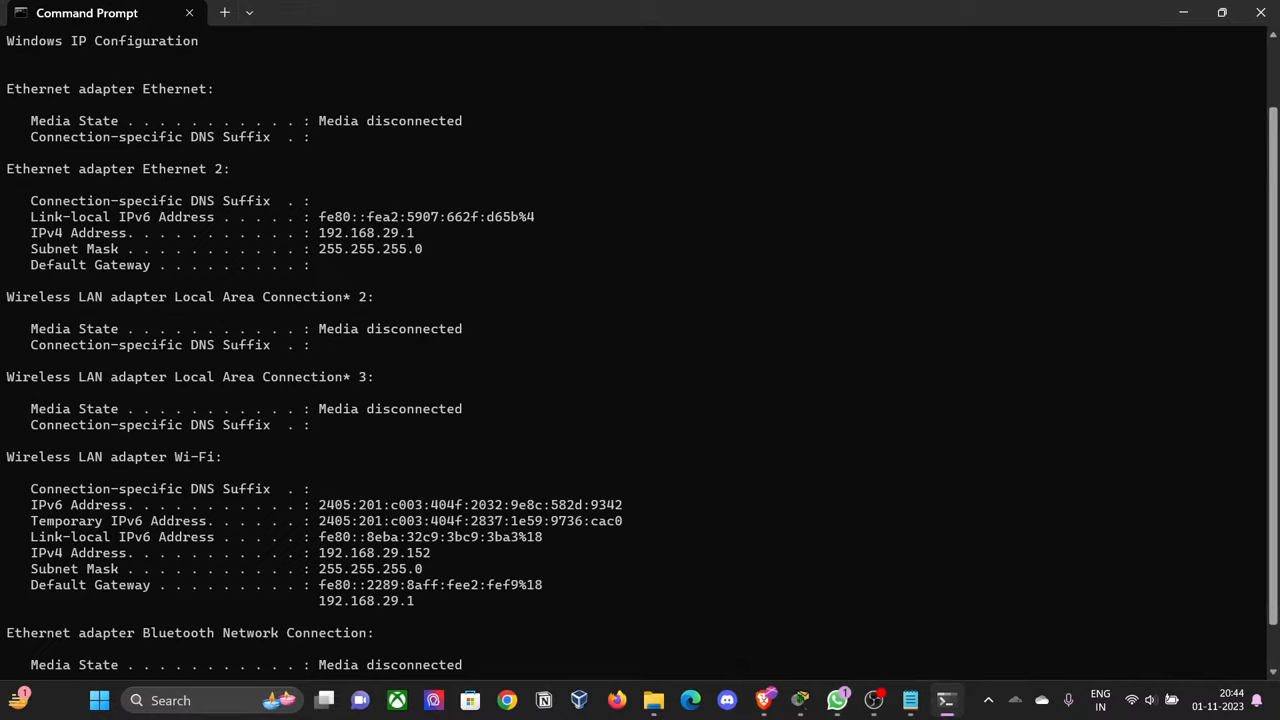 Command Prompt
Windows IP Configuration
Ethernet adapter Ethernet:
Media State . . . . . . . . . . . : Media disconnected
Connection-specific DNS Suffix  . :
Ethernet adapter Ethernet 2:
Connection-specific DNS Suffix  . :
Link-local IPv6 Address . . . . . : fe80::fea2:5907:662f:d65b%4
IPv4 Address. . . . . . . . . . . : 192.168.29.1
Subnet Mask . . . . . . . . . . . : 255.255.255.0
Default Gateway . . . . . . . . . :
Wireless LAN adapter Local Area Connection* 2:
Media State . . . . . . . . . . . : Media disconnected
Connection-specific DNS Suffix  . :
Wireless LAN adapter Local Area Connection* 3:
Media State . . . . . . . . . . . : Media disconnected
Connection-specific DNS Suffix  . :
Wireless LAN adapter Wi-Fi:
Connection-specific DNS Suffix  . :
IPv6 Address. . . . . . . . . . . : 2405:201:c003:404f:2032:9e8c:582d:9342
Temporary IPv6 Address. . . . . . : 2405:201:c003:404f:2837:1e59:9736:cac0
Link-local IPv6 Address . . . . . : fe80::8eba:32c9:3bc9:3ba3%18
IPv4 Address. . . . . . . . . . . : 192.168.29.152
Subnet Mask . . . . . . . . . . . : 255.255.255.0
Default Gateway . . . . . . . . . : fe80::2289:8aff:fee2:fef9%18
192.168.29.1
Ethernet adapter Bluetooth Network Connection:
Media State . . . . . . . . . . . : Media disconnected
1
Search
1
ENG
IN
20:44
01-11-2023